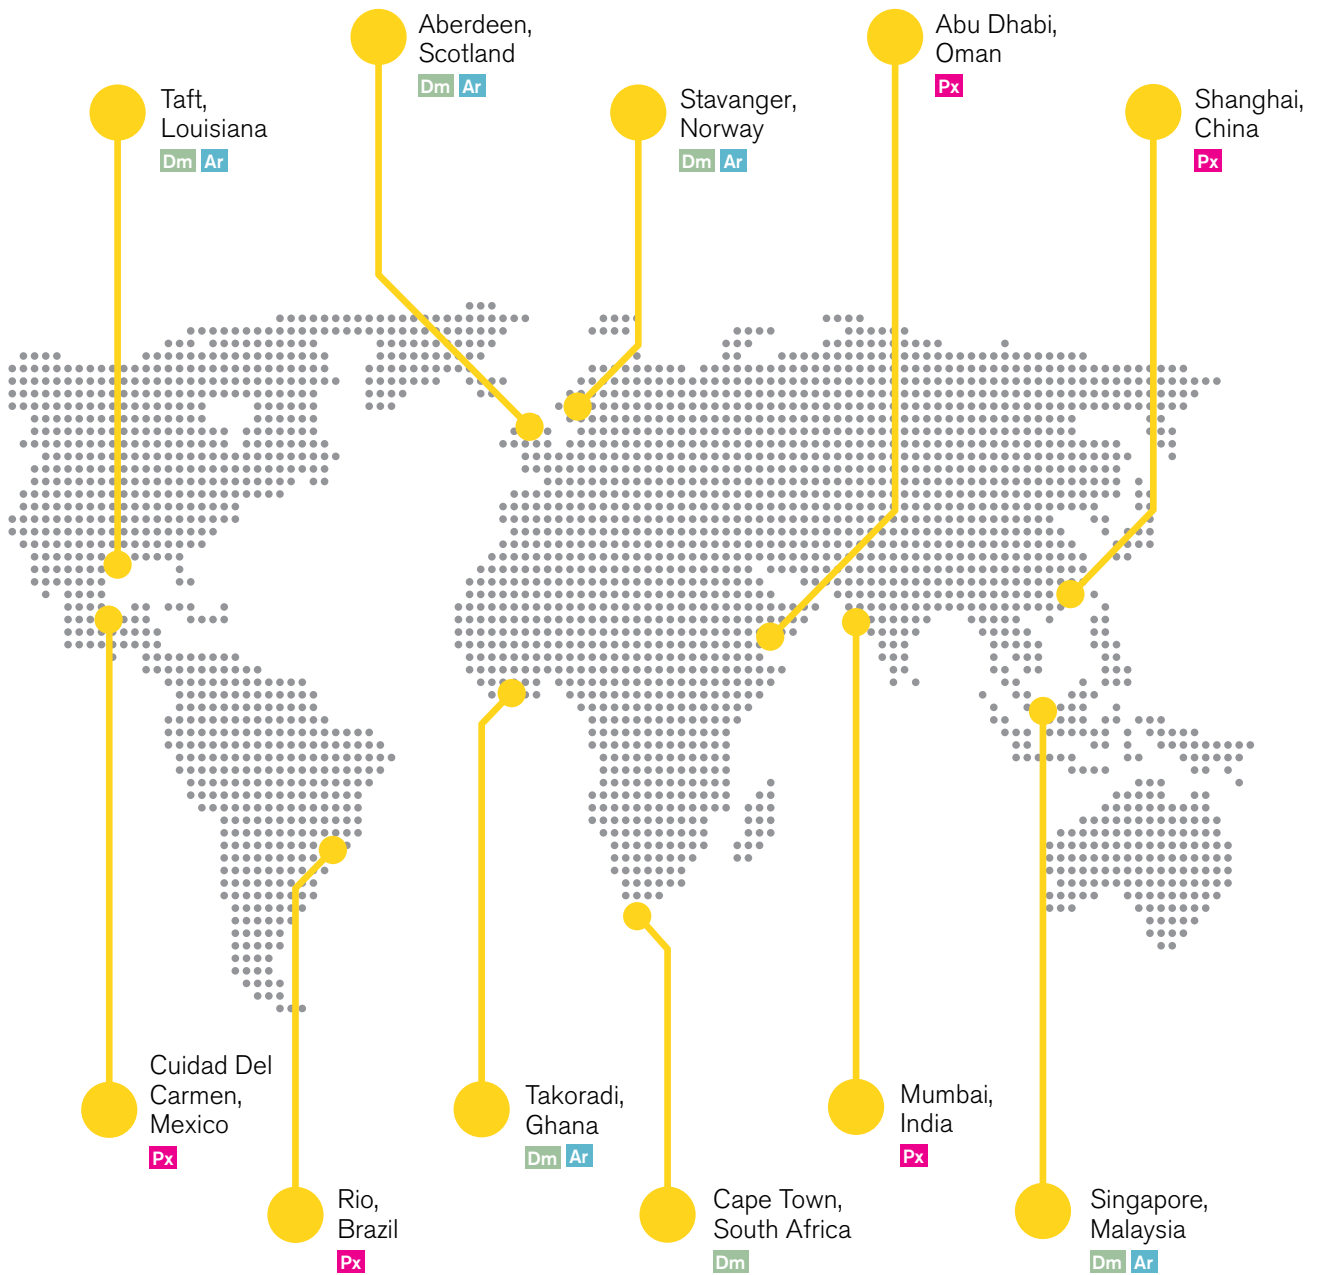 Aberdeen,
Scotland
Dm Ar
Abu Dhabi,
Oman
Px
Taft,
Louisiana
Dm Ar
Stavanger,
Norway
Dm Ar
Shanghai,
China
Px
Cuidad Del
Carmen,
Mexico
Px
Takoradi,
Ghana
Dm Ar
Mumbai,
India
Px
Rio,
Brazil
Px
Cape Town,
South Africa
Dm
Singapore,
Malaysia
Dm Ar